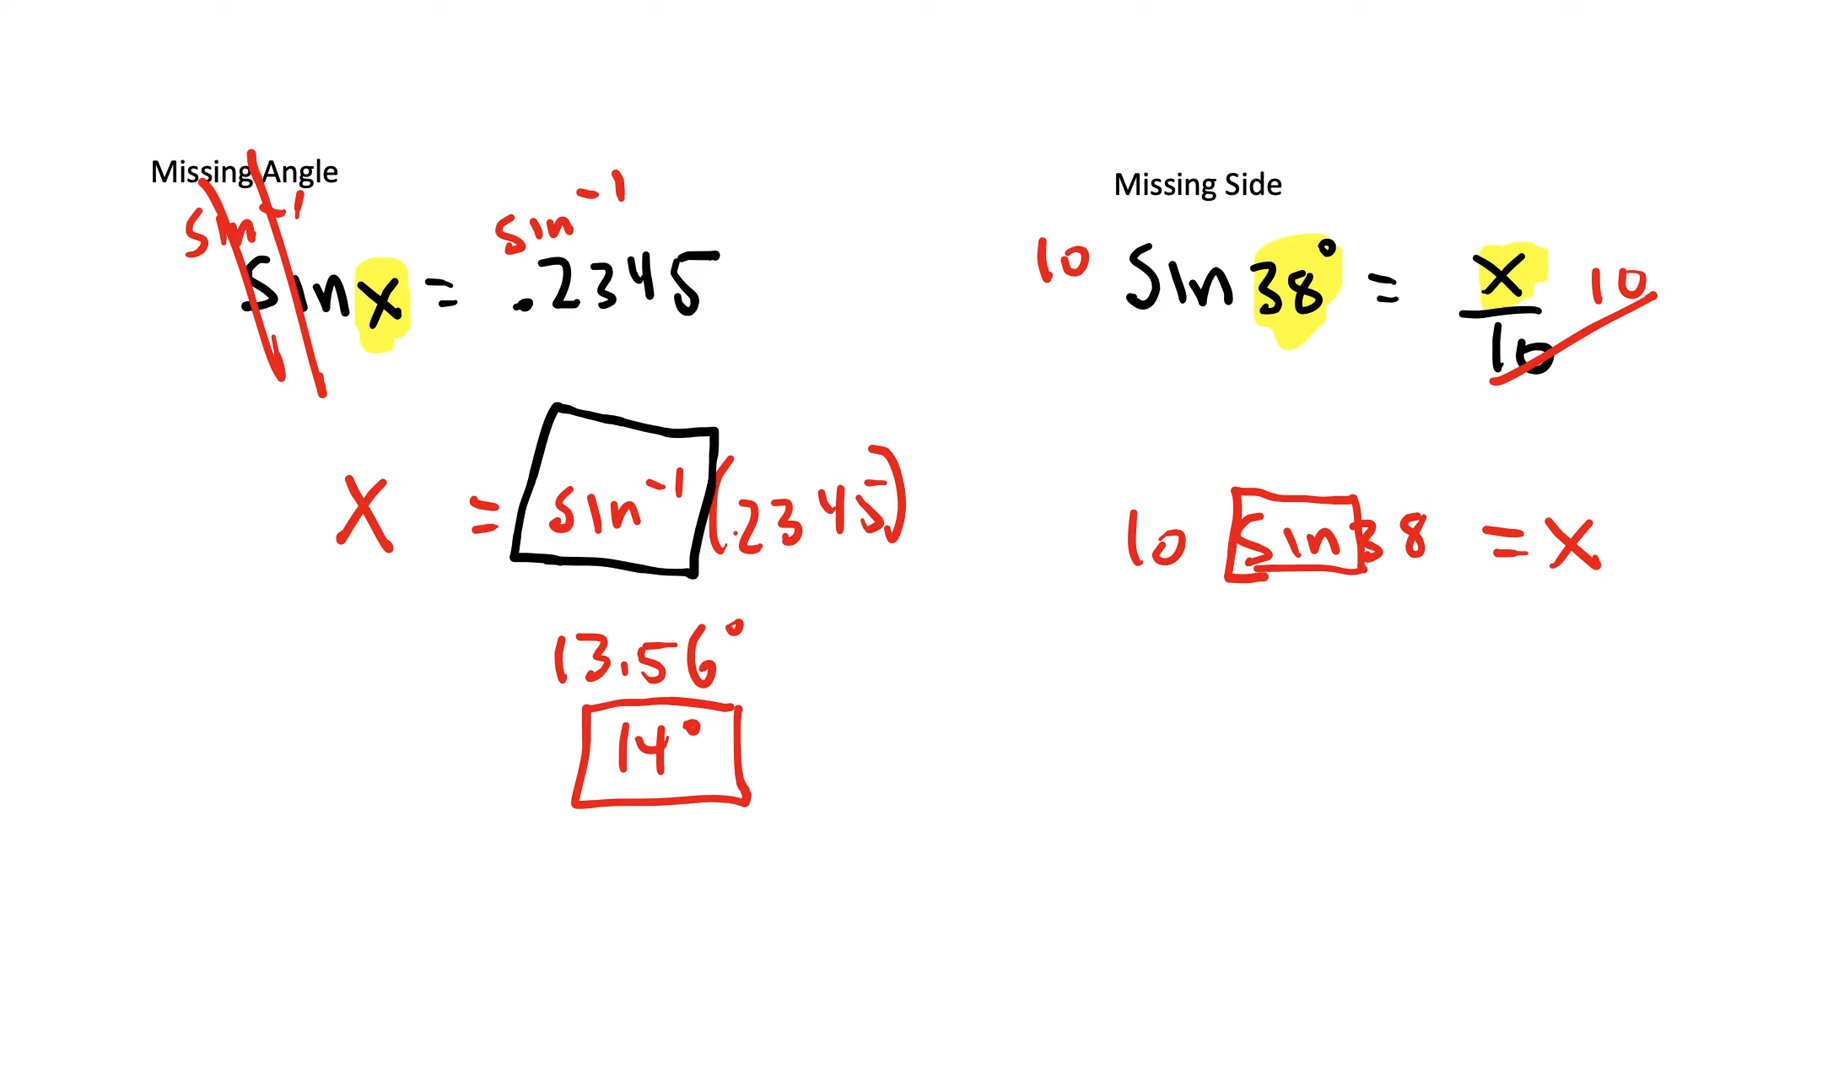 Missing Angle
sin⁻¹ sin⁻¹
Sin x = .2345
X = sin⁻¹ (.2345)
13.56°
14°
Missing Side
10 Sin 38° = x/10 10
10 Sin 38 = X